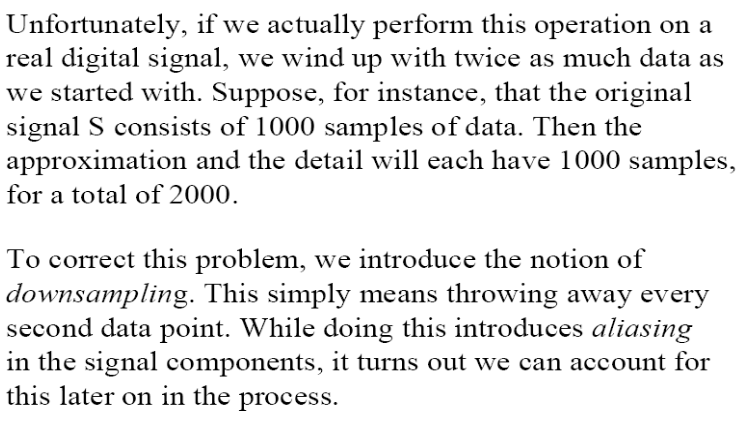 Unfortunately, if we actually perform this operation on a
real digital signal, we wind up with twice as much data as
we started with. Suppose, for instance, that the original
signal S consists of 1000 samples of data. Then the
approximation and the detail will each have 1000 samples,
for a total of 2000.
To correct this problem, we introduce the notion of
downsampling. This simply means throwing away every
second data point. While doing this introduces aliasing
in the signal components, it turns out we can account for
this later on in the process.